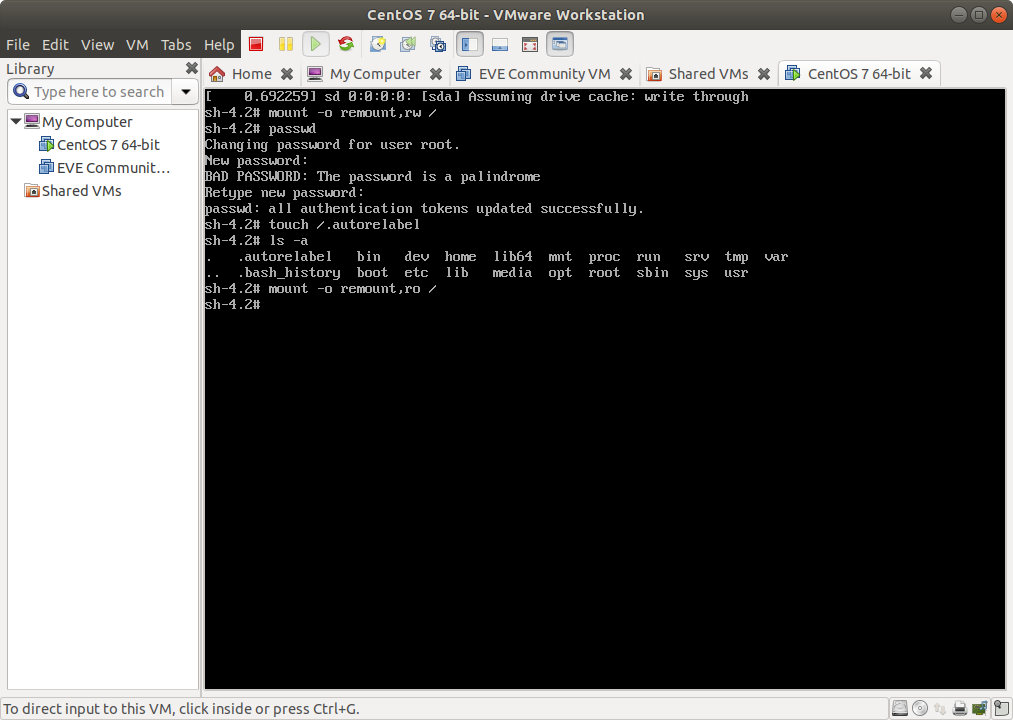 CentOS 7 64-bit - VMware Workstation
File Edit View VM Tabs Help
Library
Type here to search
My Computer
CentOS 7 64-bit
EVE Communit…
Shared VMs
Home My Computer EVE Community VM Shared VMs CentOS 7 64-bit
[    0.692259] sd 0:0:0:0: [sda] Assuming drive cache: write through
sh-4.2# mount -o remount,rw /
sh-4.2# passwd
Changing password for user root.
New password:
BAD PASSWORD: The password is a palindrome
Retype new password:
passwd: all authentication tokens updated successfully.
sh-4.2# touch /.autorelabel
sh-4.2# ls -a
.   .autorelabel   bin   dev  home  lib64  mnt  proc  run   srv  tmp  var
..  .bash_history  boot  etc  lib   media  opt  root  sbin  sys  usr
sh-4.2# mount -o remount,ro /
sh-4.2#
To direct input to this VM, click inside or press Ctrl+G.